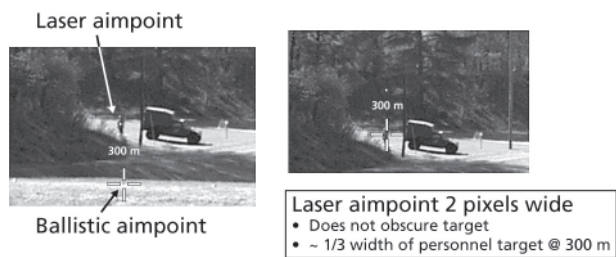 Laser aimpoint
300 m
Ballistic aimpoint
300 m
Laser aimpoint 2 pixels wide
• Does not obscure target
• ~ 1/3 width of personnel target @ 300 m